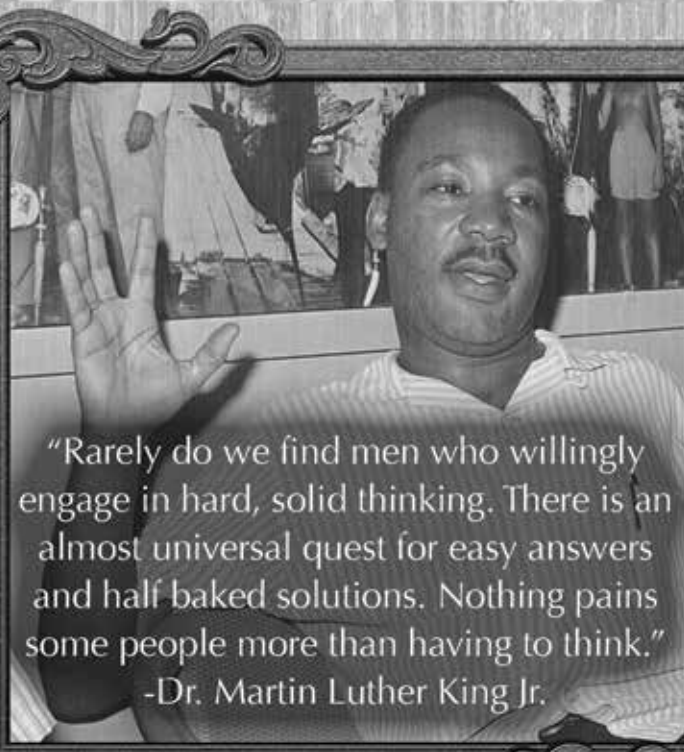 “Rarely do we find men who willingly
engage in hard, solid thinking. There is an
almost universal quest for easy answers
and half baked solutions. Nothing pains
some people more than having to think.”
-Dr. Martin Luther King Jr.